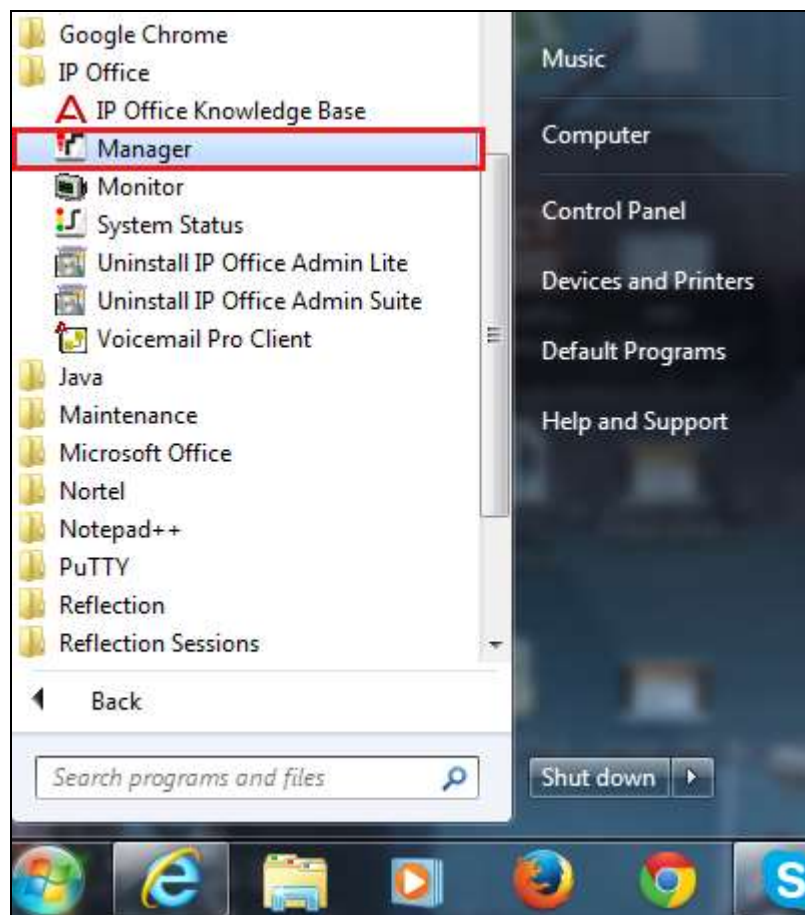 Google Chrome
IP Office
IP Office Knowledge Base
Manager
Monitor
System Status
Uninstall IP Office Admin Lite
Uninstall IP Office Admin Suite
Voicemail Pro Client
Java
Maintenance
Microsoft Office
Nortel
Notepad++
PuTTY
Reflection
Reflection Sessions
Back
Search programs and files
Music
Computer
Control Panel
Devices and Printers
Default Programs
Help and Support
Shut down